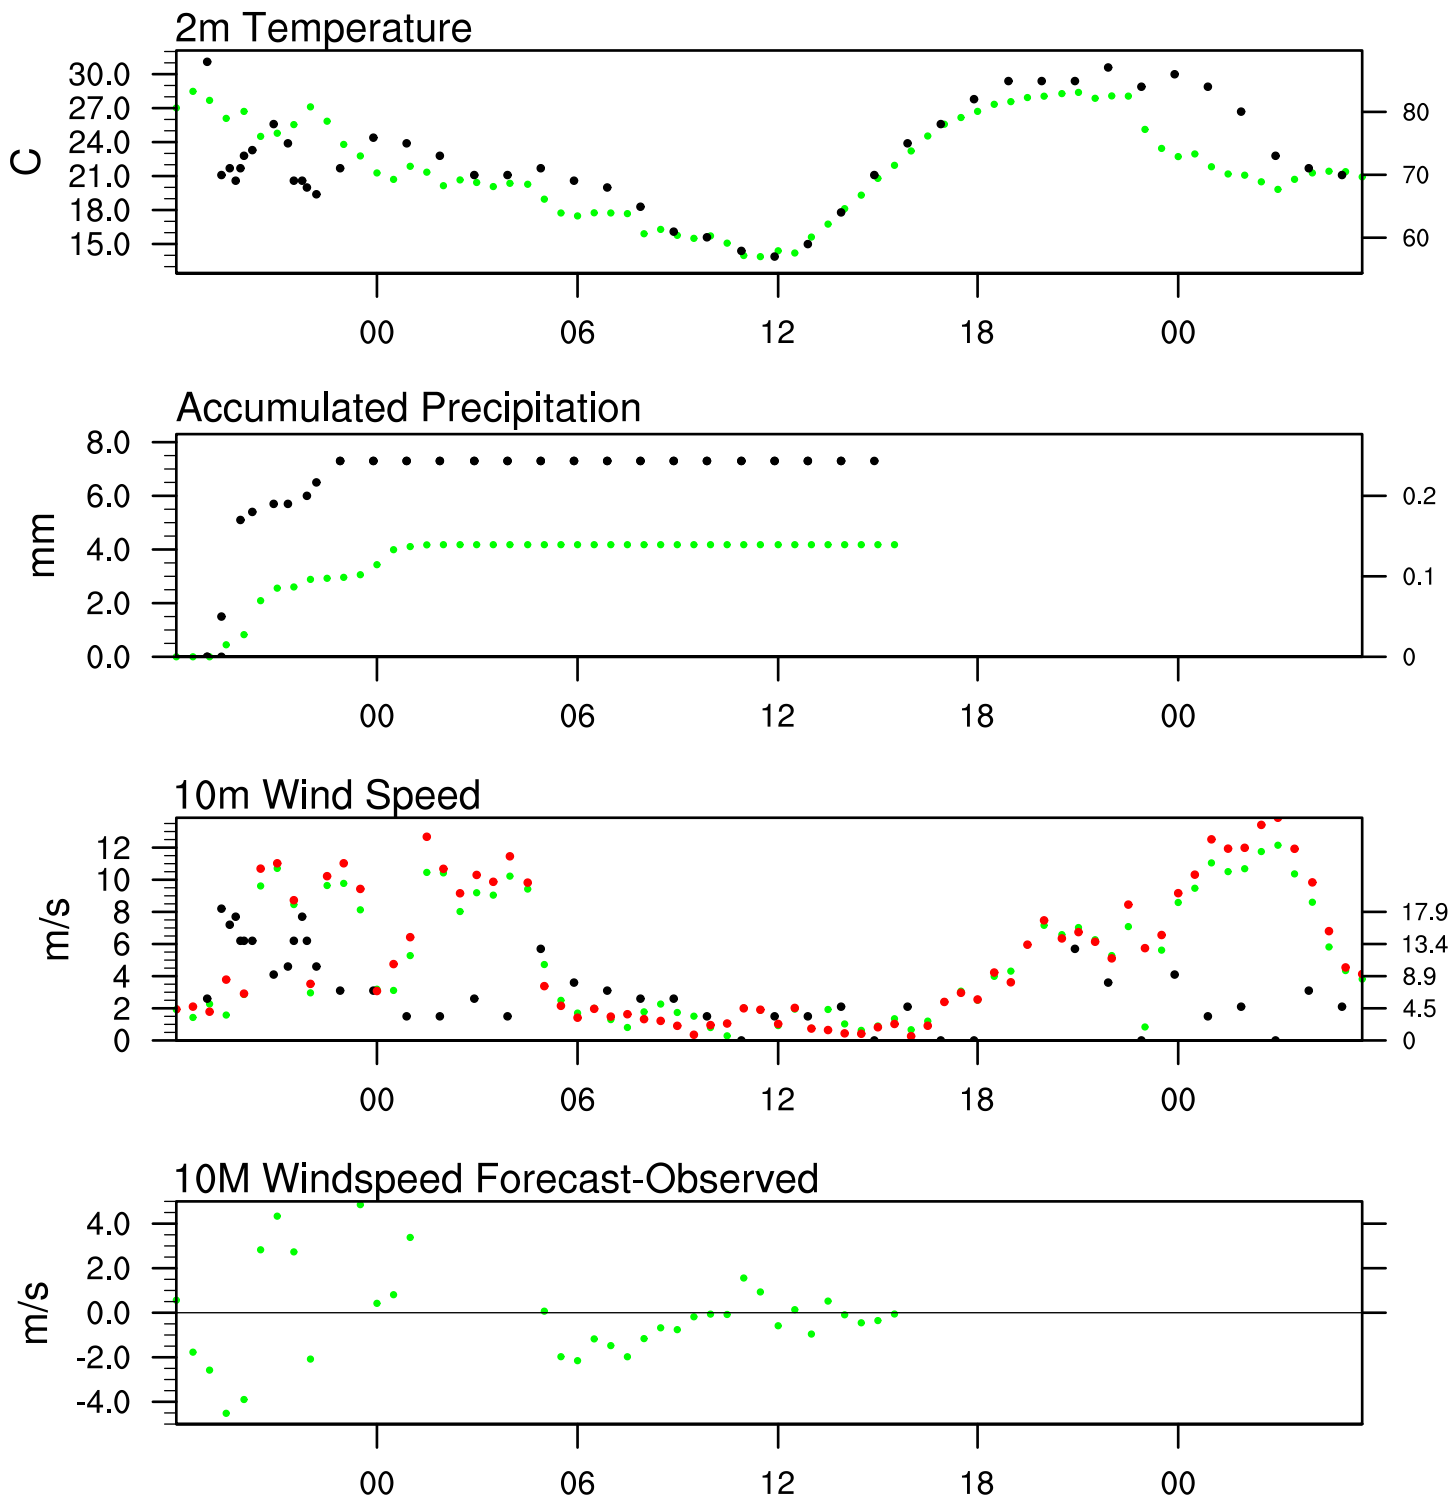 2m Temperature
30.0
27.0
24.0
21.0
18.0
15.0
C
80
70
60
00 06 12 18 00
Accumulated Precipitation
8.0
6.0
4.0
2.0
0.0
mm
0.2
0.1
0
00 06 12 18 00
10m Wind Speed
12
10
8
6
4
2
0
m/s
17.9
13.4
8.9
4.5
0
00 06 12 18 00
10M Windspeed Forecast-Observed
4.0
2.0
0.0
-2.0
-4.0
m/s
00 06 12 18 00